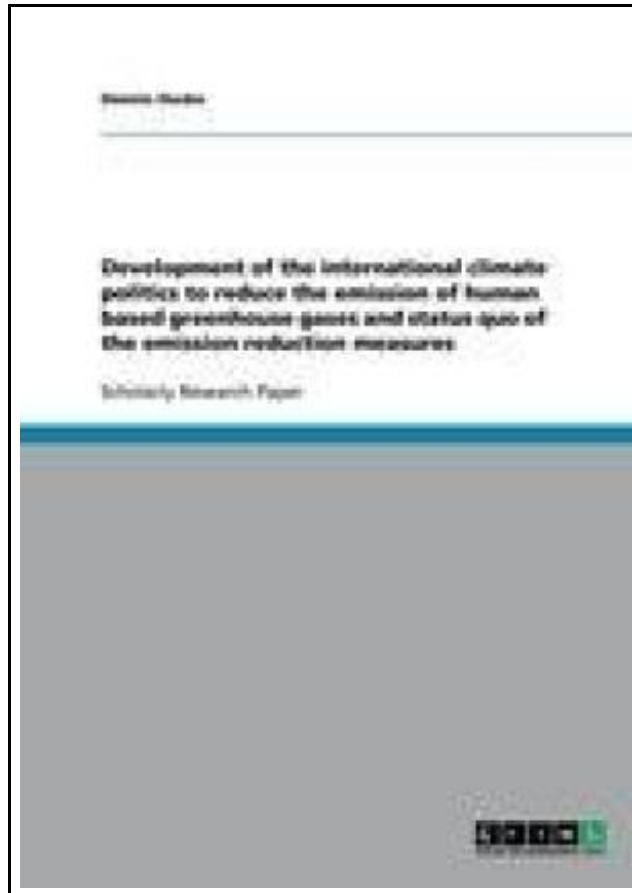 Development of the international climate
politics to reduce the emission of human
based greenhouse gases and status quo of
the emission reduction measures
Scholarly Research Paper